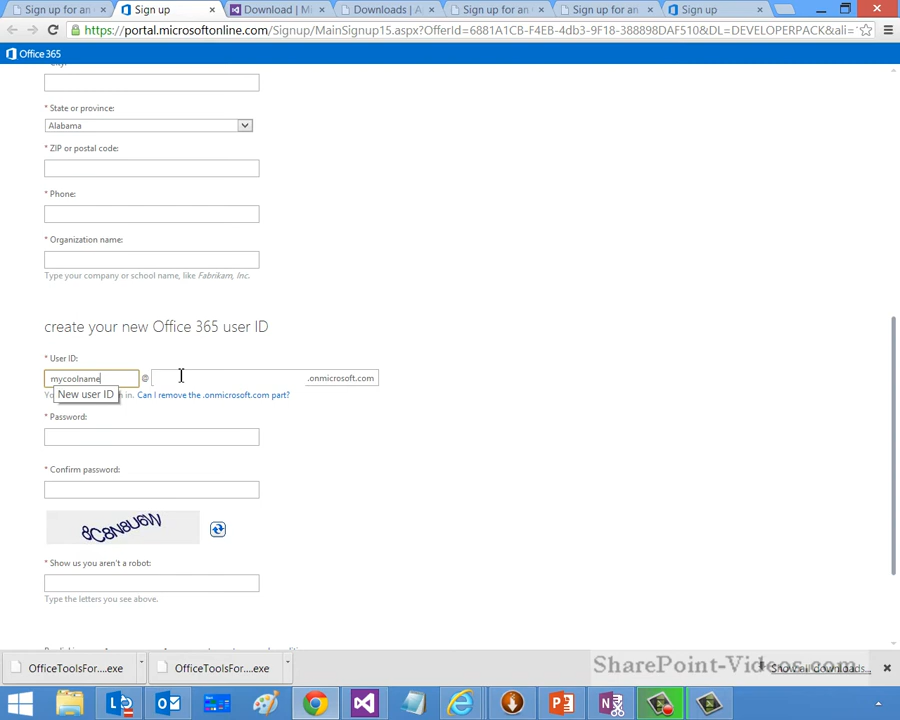 Sign up for an
Sign up
Download | Mi
Downloads | A
Sign up for an
Sign up for an
Sign up
https://portal.microsoftonline.com/Signup/MainSignup15.aspx?OfferId=6881A1CB-F4EB-4db3-9F18-388898DAF510&DL=DEVELOPERPACK&ali=
Office 365
* State or province:
Alabama
* ZIP or postal code:
* Phone:
* Organization name:
Type your company or school name, like Fabrikam, Inc.
create your new Office 365 user ID
* User ID:
mycoolname @ .onmicrosoft.com
in. Can I remove the .onmicrosoft.com part?
New user ID
* Password:
* Confirm password:
* Show us you aren't a robot:
Type the letters you see above.
OfficeToolsFor....exe
OfficeToolsFor....exe
Show all downloads...
SharePoint-Videos.com